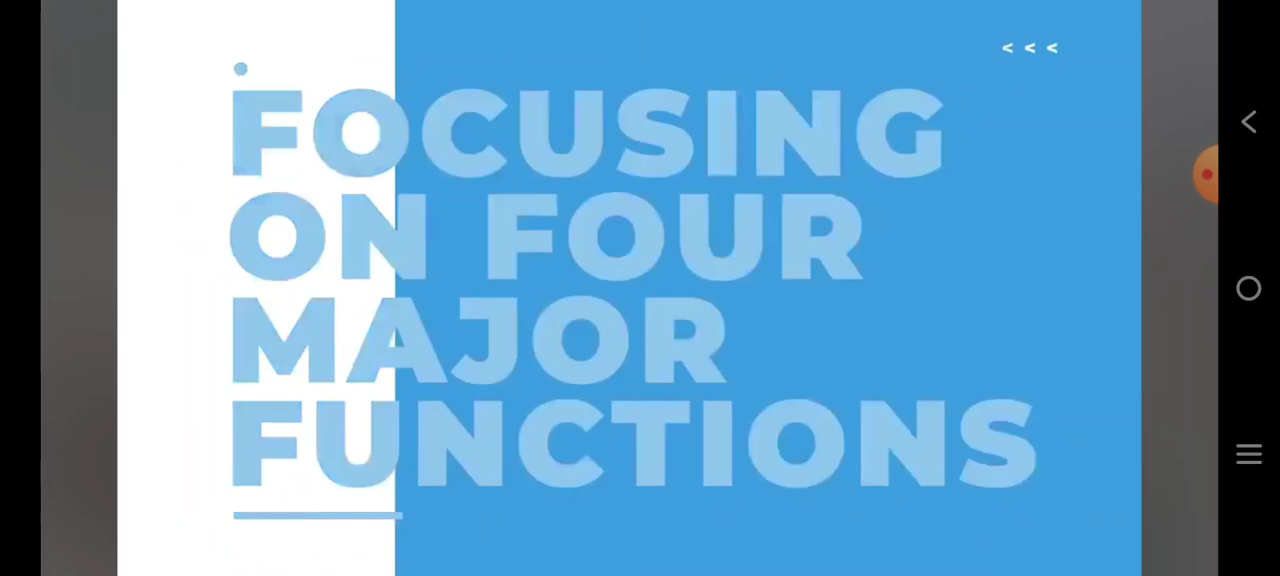 < < <
FOCUSING
ON FOUR
MAJOR
FUNCTIONS